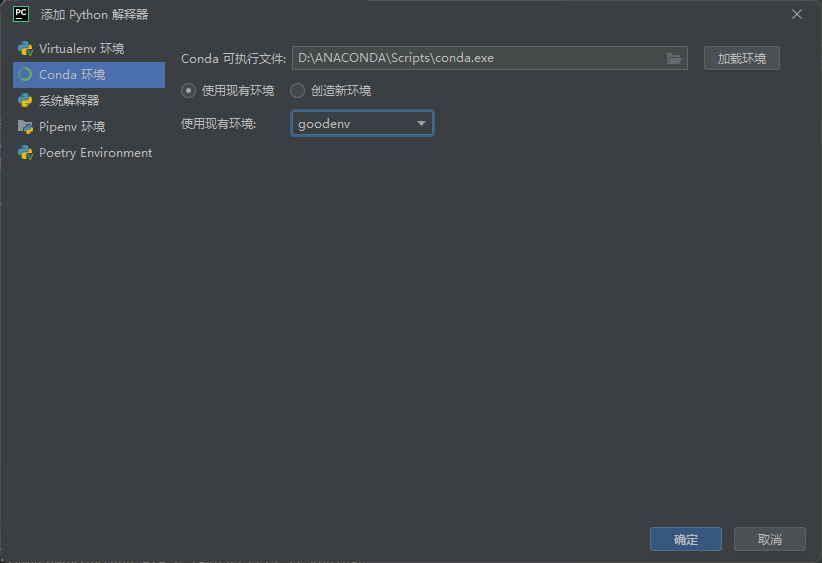 PC 添加 Python 解释器
Virtualenv 环境
Conda 环境
系统解释器
Pipenv 环境
Poetry Environment
Conda 可执行文件: D:\ANACONDA\Scripts\conda.exe 加载环境
使用现有环境 创造新环境
使用现有环境: goodenv
确定 取消